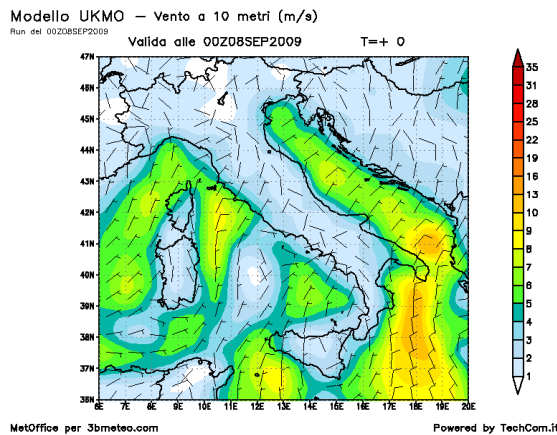 Modello UKMO – Vento a 10 metri (m/s)
Run del 00Z08SEP2009
Valida alle 00Z08SEP2009 T=+ 0
47N
46N
45N
44N
43N
42N
41N
40N
39N
38N
37N
36N
6E 7E 8E 9E 10E 11E 12E 13E 14E 15E 16E 17E 18E 19E 20E
35
31
28
25
22
19
16
13
10
9
8
7
6
5
4
3
2
1
MetOffice per 3bmeteo.com Powered by TechCom.it